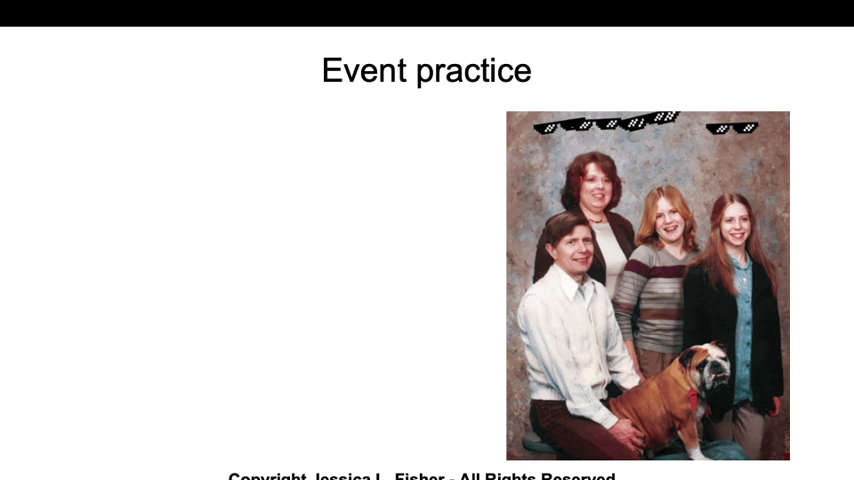 Event practice
Copyright Jessica L. Fisher - All Rights Reserved